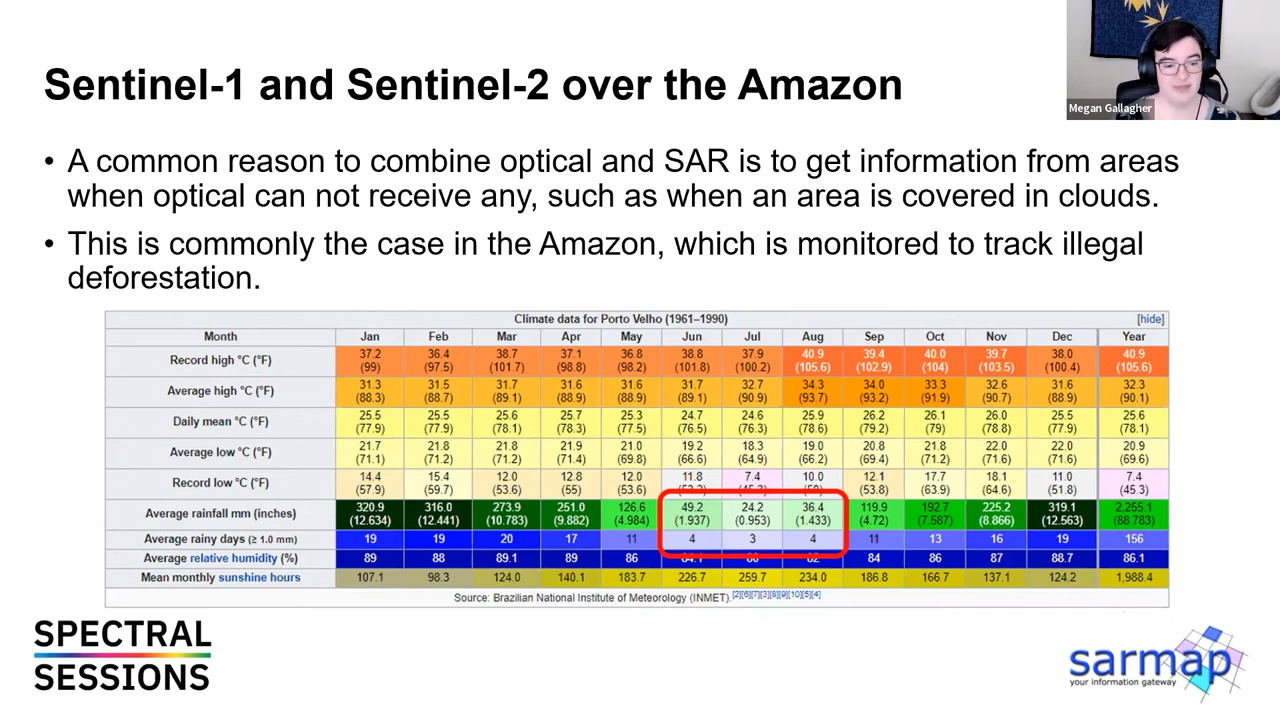 Megan Gallagher
Sentinel-1 and Sentinel-2 over the Amazon
• A common reason to combine optical and SAR is to get information from areas
when optical can not receive any, such as when an area is covered in clouds.
• This is commonly the case in the Amazon, which is monitored to track illegal
deforestation.
Climate data for Porto Velho (1961–1990) [hide]
Month Jan Feb Mar Apr May Jun Jul Aug Sep Oct Nov Dec Year
Record high °C (°F) 37.2 36.4 38.7 37.1 36.8 38.8 37.9 40.9 39.4 40.0 39.7 38.0 40.9
(99) (97.5) (101.7) (98.8) (98.2) (101.8) (100.2) (105.6) (102.9) (104) (103.5) (100.4) (105.6)
Average high °C (°F) 31.3 31.5 31.7 31.6 31.6 31.7 32.7 34.3 34.0 33.3 32.6 31.6 32.3
(88.3) (88.7) (89.1) (88.9) (88.9) (89.1) (90.9) (93.7) (93.2) (91.9) (90.7) (88.9) (90.1)
Daily mean °C (°F) 25.5 25.5 25.6 25.7 25.3 24.7 24.6 25.9 26.2 26.1 26.0 25.5 25.6
(77.9) (77.9) (78.1) (78.3) (77.5) (76.5) (76.3) (78.6) (79.2) (79) (78.8) (77.9) (78.1)
Average low °C (°F) 21.7 21.8 21.8 21.9 21.0 19.2 18.3 19.0 20.8 21.8 22.0 22.0 20.9
(71.1) (71.2) (71.2) (71.4) (69.8) (66.6) (64.9) (66.2) (69.4) (71.2) (71.6) (71.6) (69.6)
Record low °C (°F) 14.4 15.4 12.0 12.8 12.0 11.8 7.4 10.0 12.1 17.7 18.1 11.0 7.4
(57.9) (59.7) (53.6) (55) (53.6) (53.8) (63.9) (64.6) (51.8) (45.3)
Average rainfall mm (inches) 320.9 316.0 273.9 251.0 126.6 49.2 24.2 36.4 119.9 192.7 225.2 319.1 2,255.1
(12.634) (12.441) (10.783) (9.882) (4.984) (1.937) (0.953) (1.433) (4.72) (7.587) (8.866) (12.563) (88.783)
Average rainy days (≥ 1.0 mm) 19 19 20 17 11 4 3 4 11 13 16 19 156
Average relative humidity (%) 89 88 89.1 89 86 84 86 87 88.7 86.1
Mean monthly sunshine hours 107.1 98.3 124.0 140.1 183.7 226.7 259.7 234.0 186.8 166.7 137.1 124.2 1,988.4
Source: Brazilian National Institute of Meteorology (INMET).[2][6][7][3][8][9][10][5][4]
SPECTRAL
SESSIONS
sarmap
your information gateway